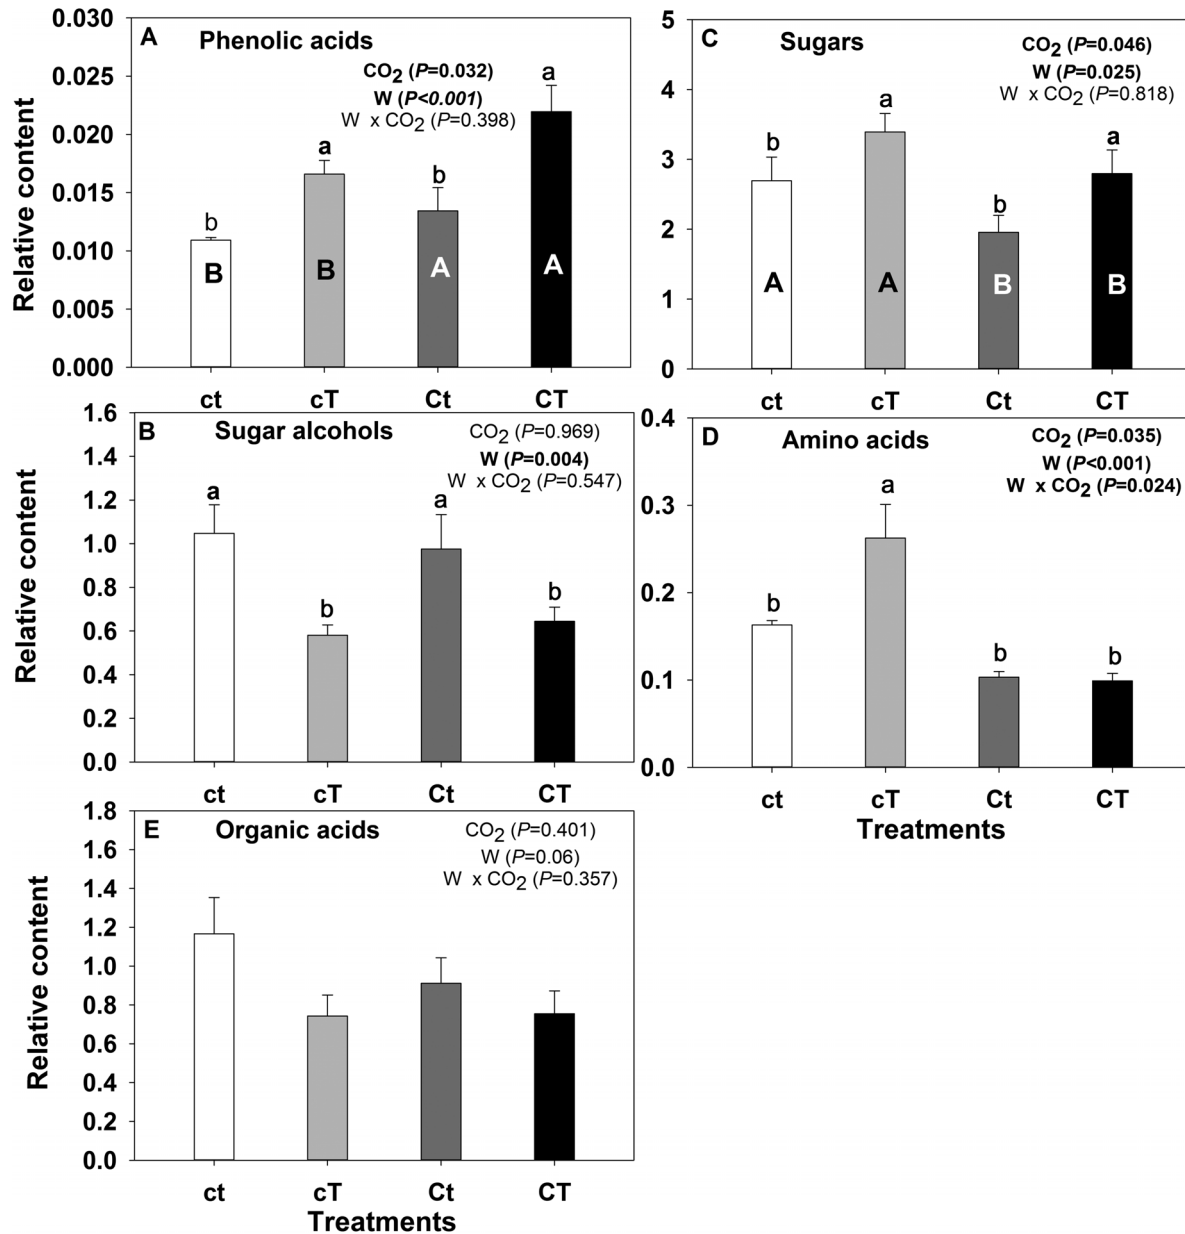 A
Phenolic acids
CO2 (P=0.032)
W (P<0.001)
W x CO2 (P=0.398)
Relative content
0.030
0.025
0.020
0.015
0.010
0.005
0.000
b
a
b
a
B
B
A
A
ct
cT
Ct
CT
C
Sugars
CO2 (P=0.046)
W (P=0.025)
W x CO2 (P=0.818)
5
4
3
2
1
0
b
a
b
a
A
A
B
B
ct
cT
Ct
CT
B
Sugar alcohols
CO2 (P=0.969)
W (P=0.004)
W x CO2 (P=0.547)
Relative content
1.6
1.4
1.2
1.0
0.8
0.6
0.4
0.2
0.0
a
b
a
b
ct
cT
Ct
CT
D
Amino acids
CO2 (P=0.035)
W (P<0.001)
W x CO2 (P=0.024)
0.4
0.3
0.2
0.1
0.0
b
a
b
b
ct
cT
Ct
CT
Treatments
E
Organic acids
CO2 (P=0.401)
W (P=0.06)
W x CO2 (P=0.357)
Relative content
1.8
1.6
1.4
1.2
1.0
0.8
0.6
0.4
0.2
0.0
ct
cT
Ct
CT
Treatments